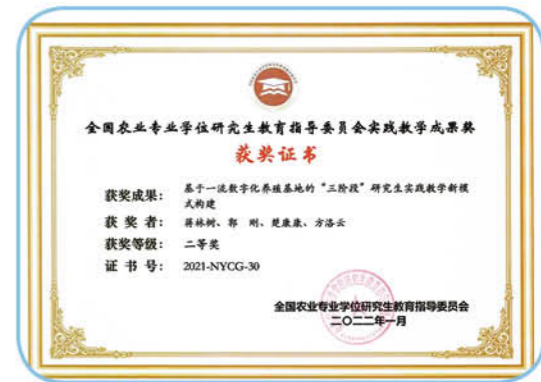 全国农业专业学位研究生教育指导委员会实践教学成果奖
获奖证书
获奖成果: 基于一流数字化养殖基地的“三阶段”研究生实践教学新模
式构建
获 奖 者: 蒋林树、郭 刚、楚康康、方洛云
获奖等级: 二等奖
证 书 号: 2021-NYCG-30
全国农业专业学位研究生教育指导委员会
二〇二二年一月